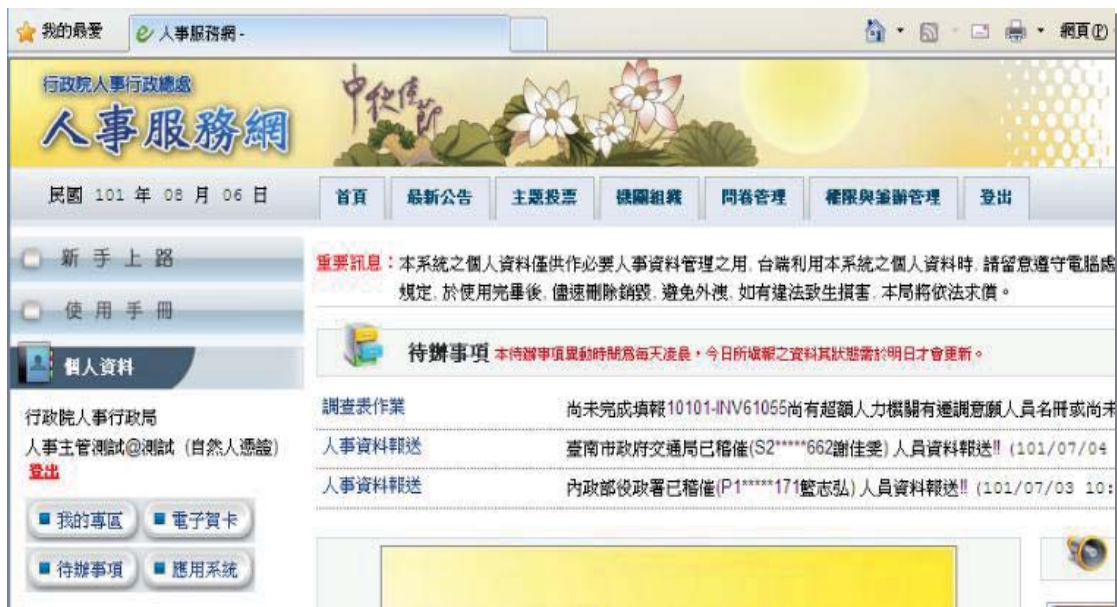 我的最愛
人事服務網 -
網頁(P)
行政院人事行政總處
人事服務網
中秋佳節
民國 101 年 08 月 06 日
首頁 最新公告 主題投票 機關組織 問卷管理 權限與兼辦管理 登出
新手上路
使用手冊
個人資料
行政院人事行政局
人事主管測試@測試 (自然人憑證)
登出
我的專區 電子賀卡
待辦事項 應用系統
重要訊息：本系統之個人資料僅供作必要人事資料管理之用, 台端利用本系統之個人資料時, 請留意遵守電腦處
規定, 於使用完畢後, 儘速刪除銷毀, 避免外洩, 如有違法致生損害, 本局將依法求償。
待辦事項 本待辦事項異動時間為每天凌晨，今日所填報之資料其狀態需於明日才會更新。
調查表作業 尚未完成填報10101-INV61055尚有超額人力機關有遴調意願人員名冊或尚未
人事資料報送 臺南市政府交通局已稽催(S2*****662謝佳雯) 人員資料報送!! (101/07/04
人事資料報送 內政部役政署已稽催(P1*****171藍志弘) 人員資料報送!! (101/07/03 10: